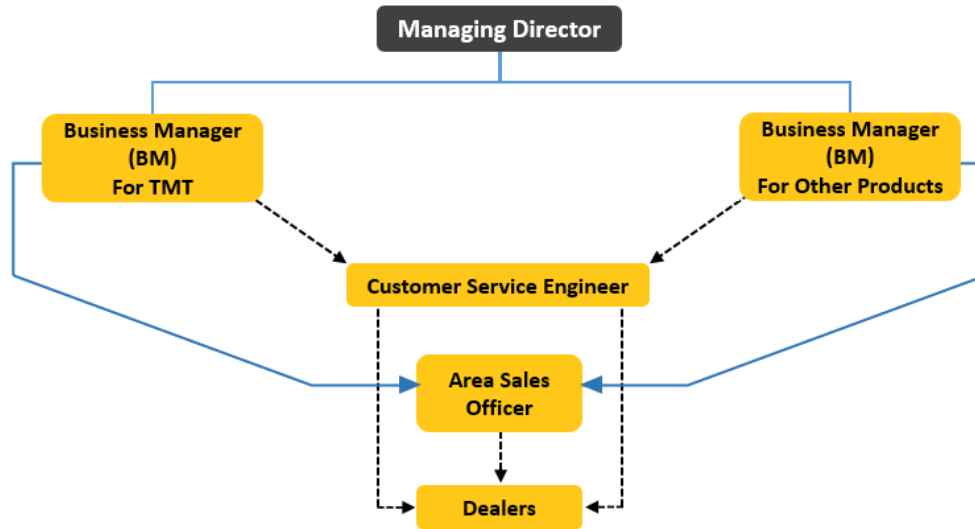 Managing Director
Business Manager
(BM)
For TMT
Business Manager
(BM)
For Other Products
Customer Service Engineer
Area Sales
Officer
Dealers